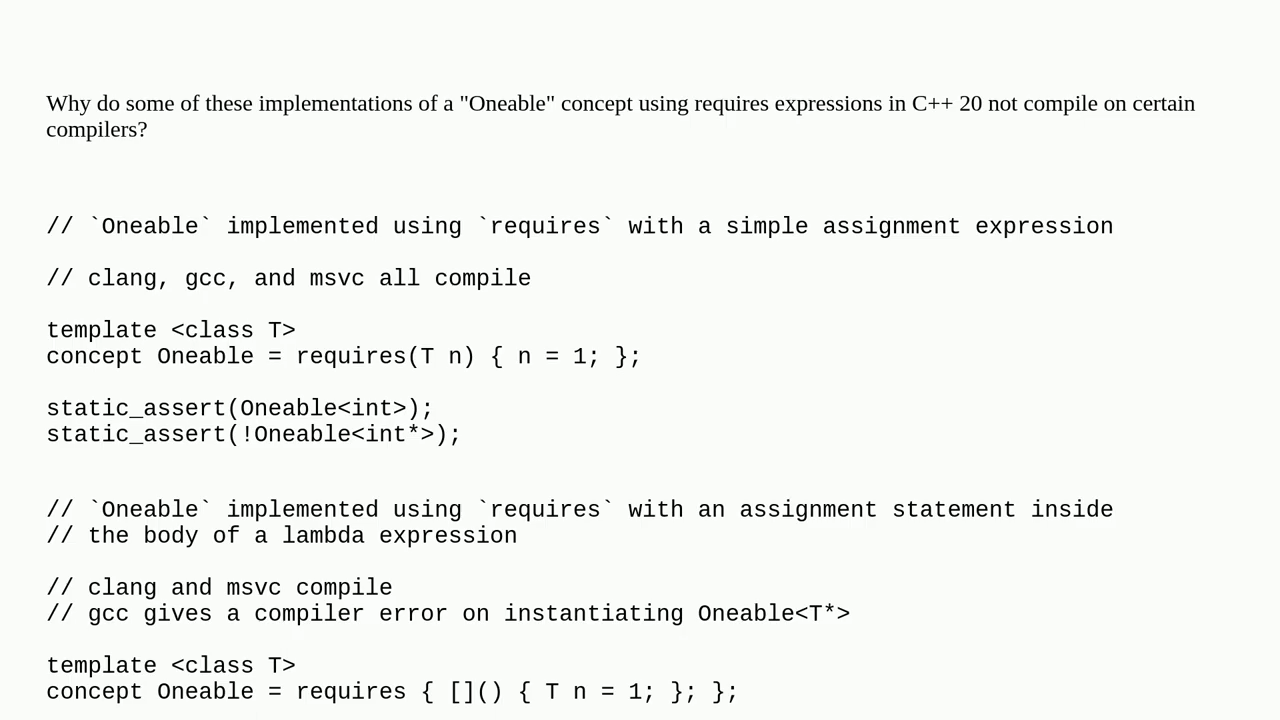 Why do some of these implementations of a "Oneable" concept using requires expressions in C++ 20 not compile on certain
compilers?
// `Oneable` implemented using `requires` with a simple assignment expression
// clang, gcc, and msvc all compile
template <class T>
concept Oneable = requires(T n) { n = 1; };
static_assert(Oneable<int>);
static_assert(!Oneable<int*>);
// `Oneable` implemented using `requires` with an assignment statement inside
// the body of a lambda expression
// clang and msvc compile
// gcc gives a compiler error on instantiating Oneable<T*>
template <class T>
concept Oneable = requires { []() { T n = 1; }; };